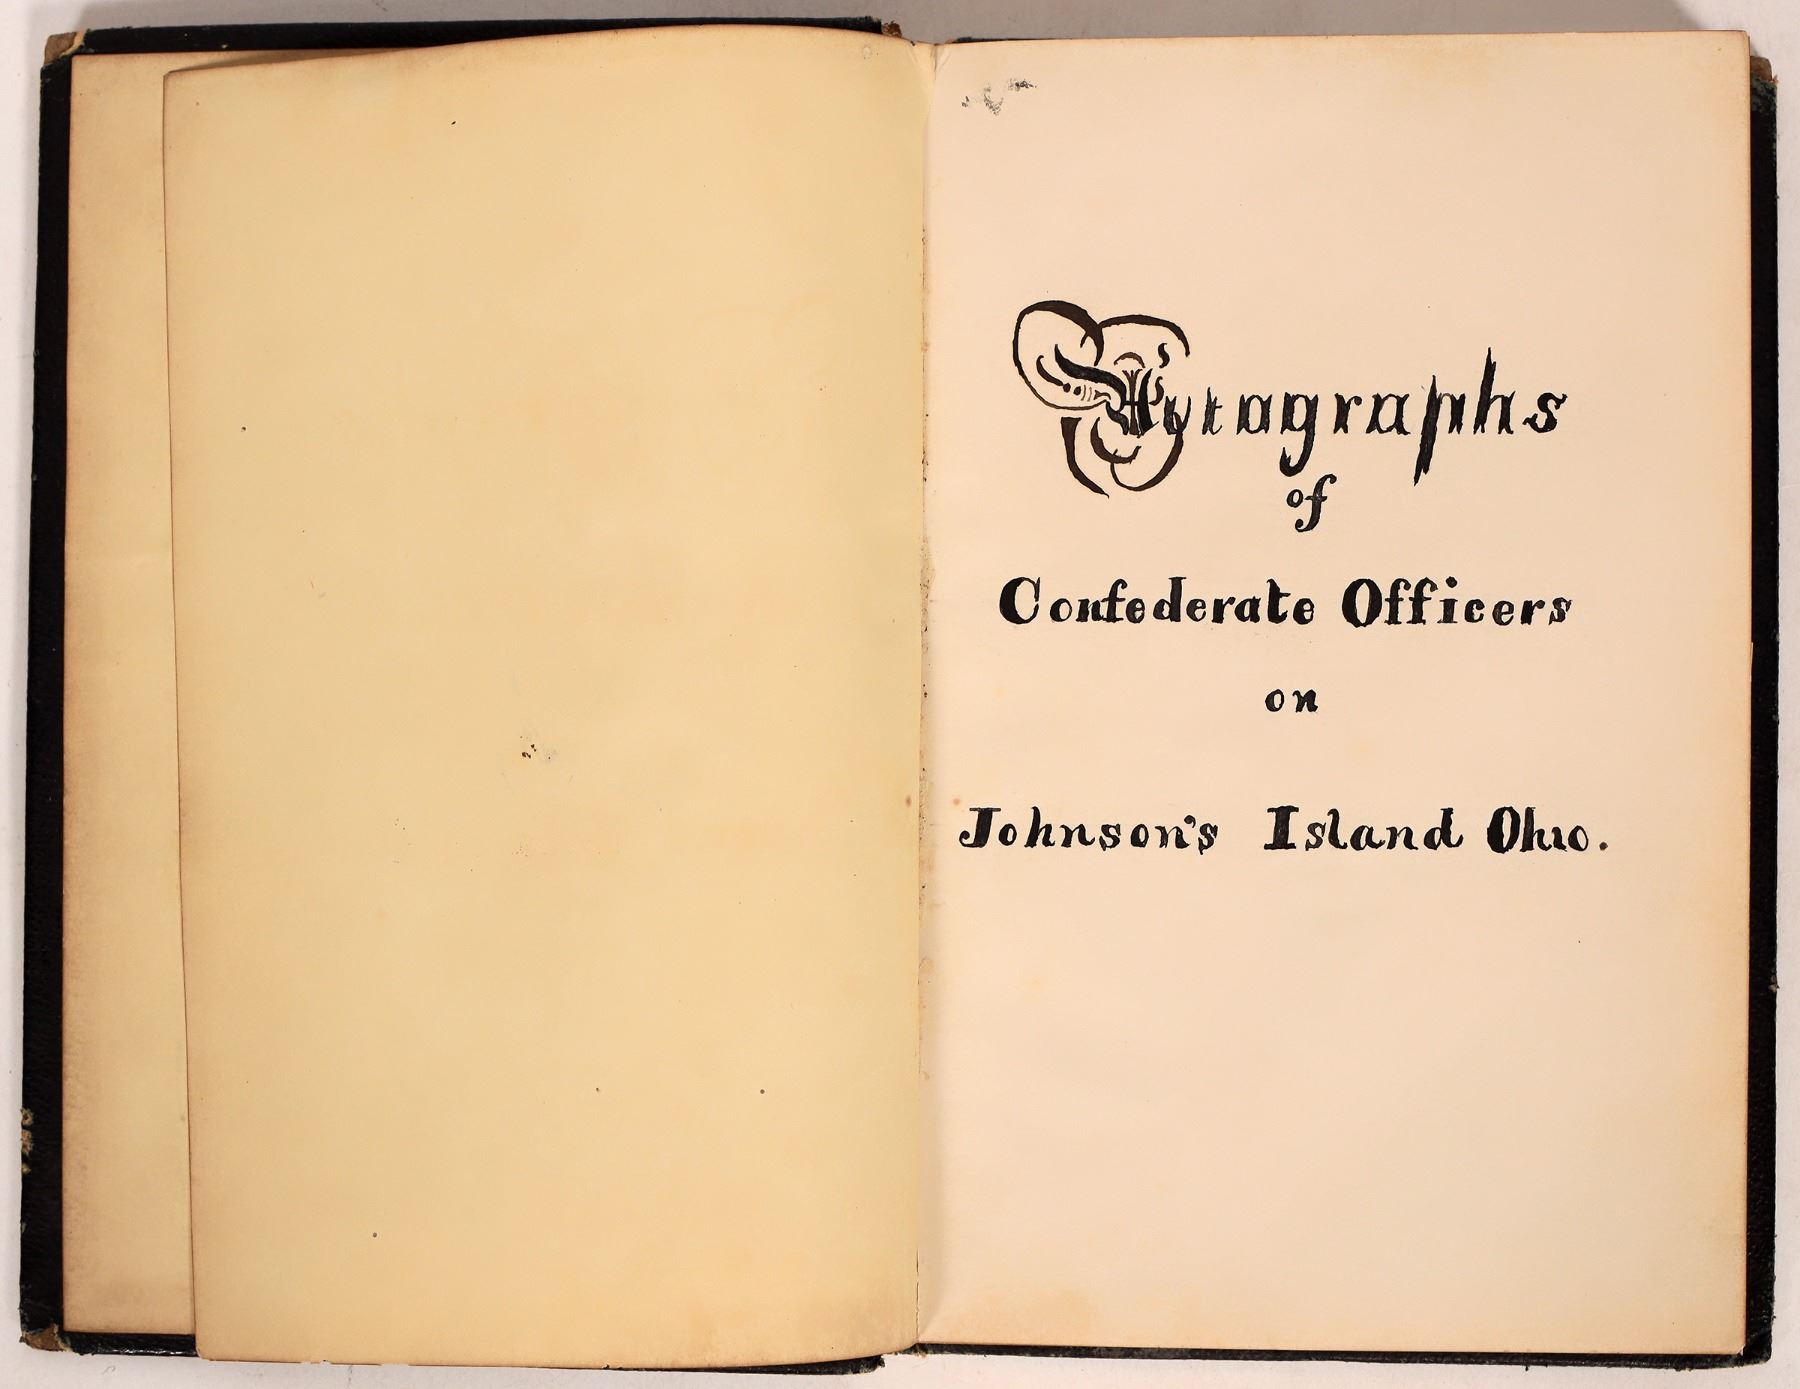 Autographs
of
Confederate Officers
on
Johnson's Island Ohio.